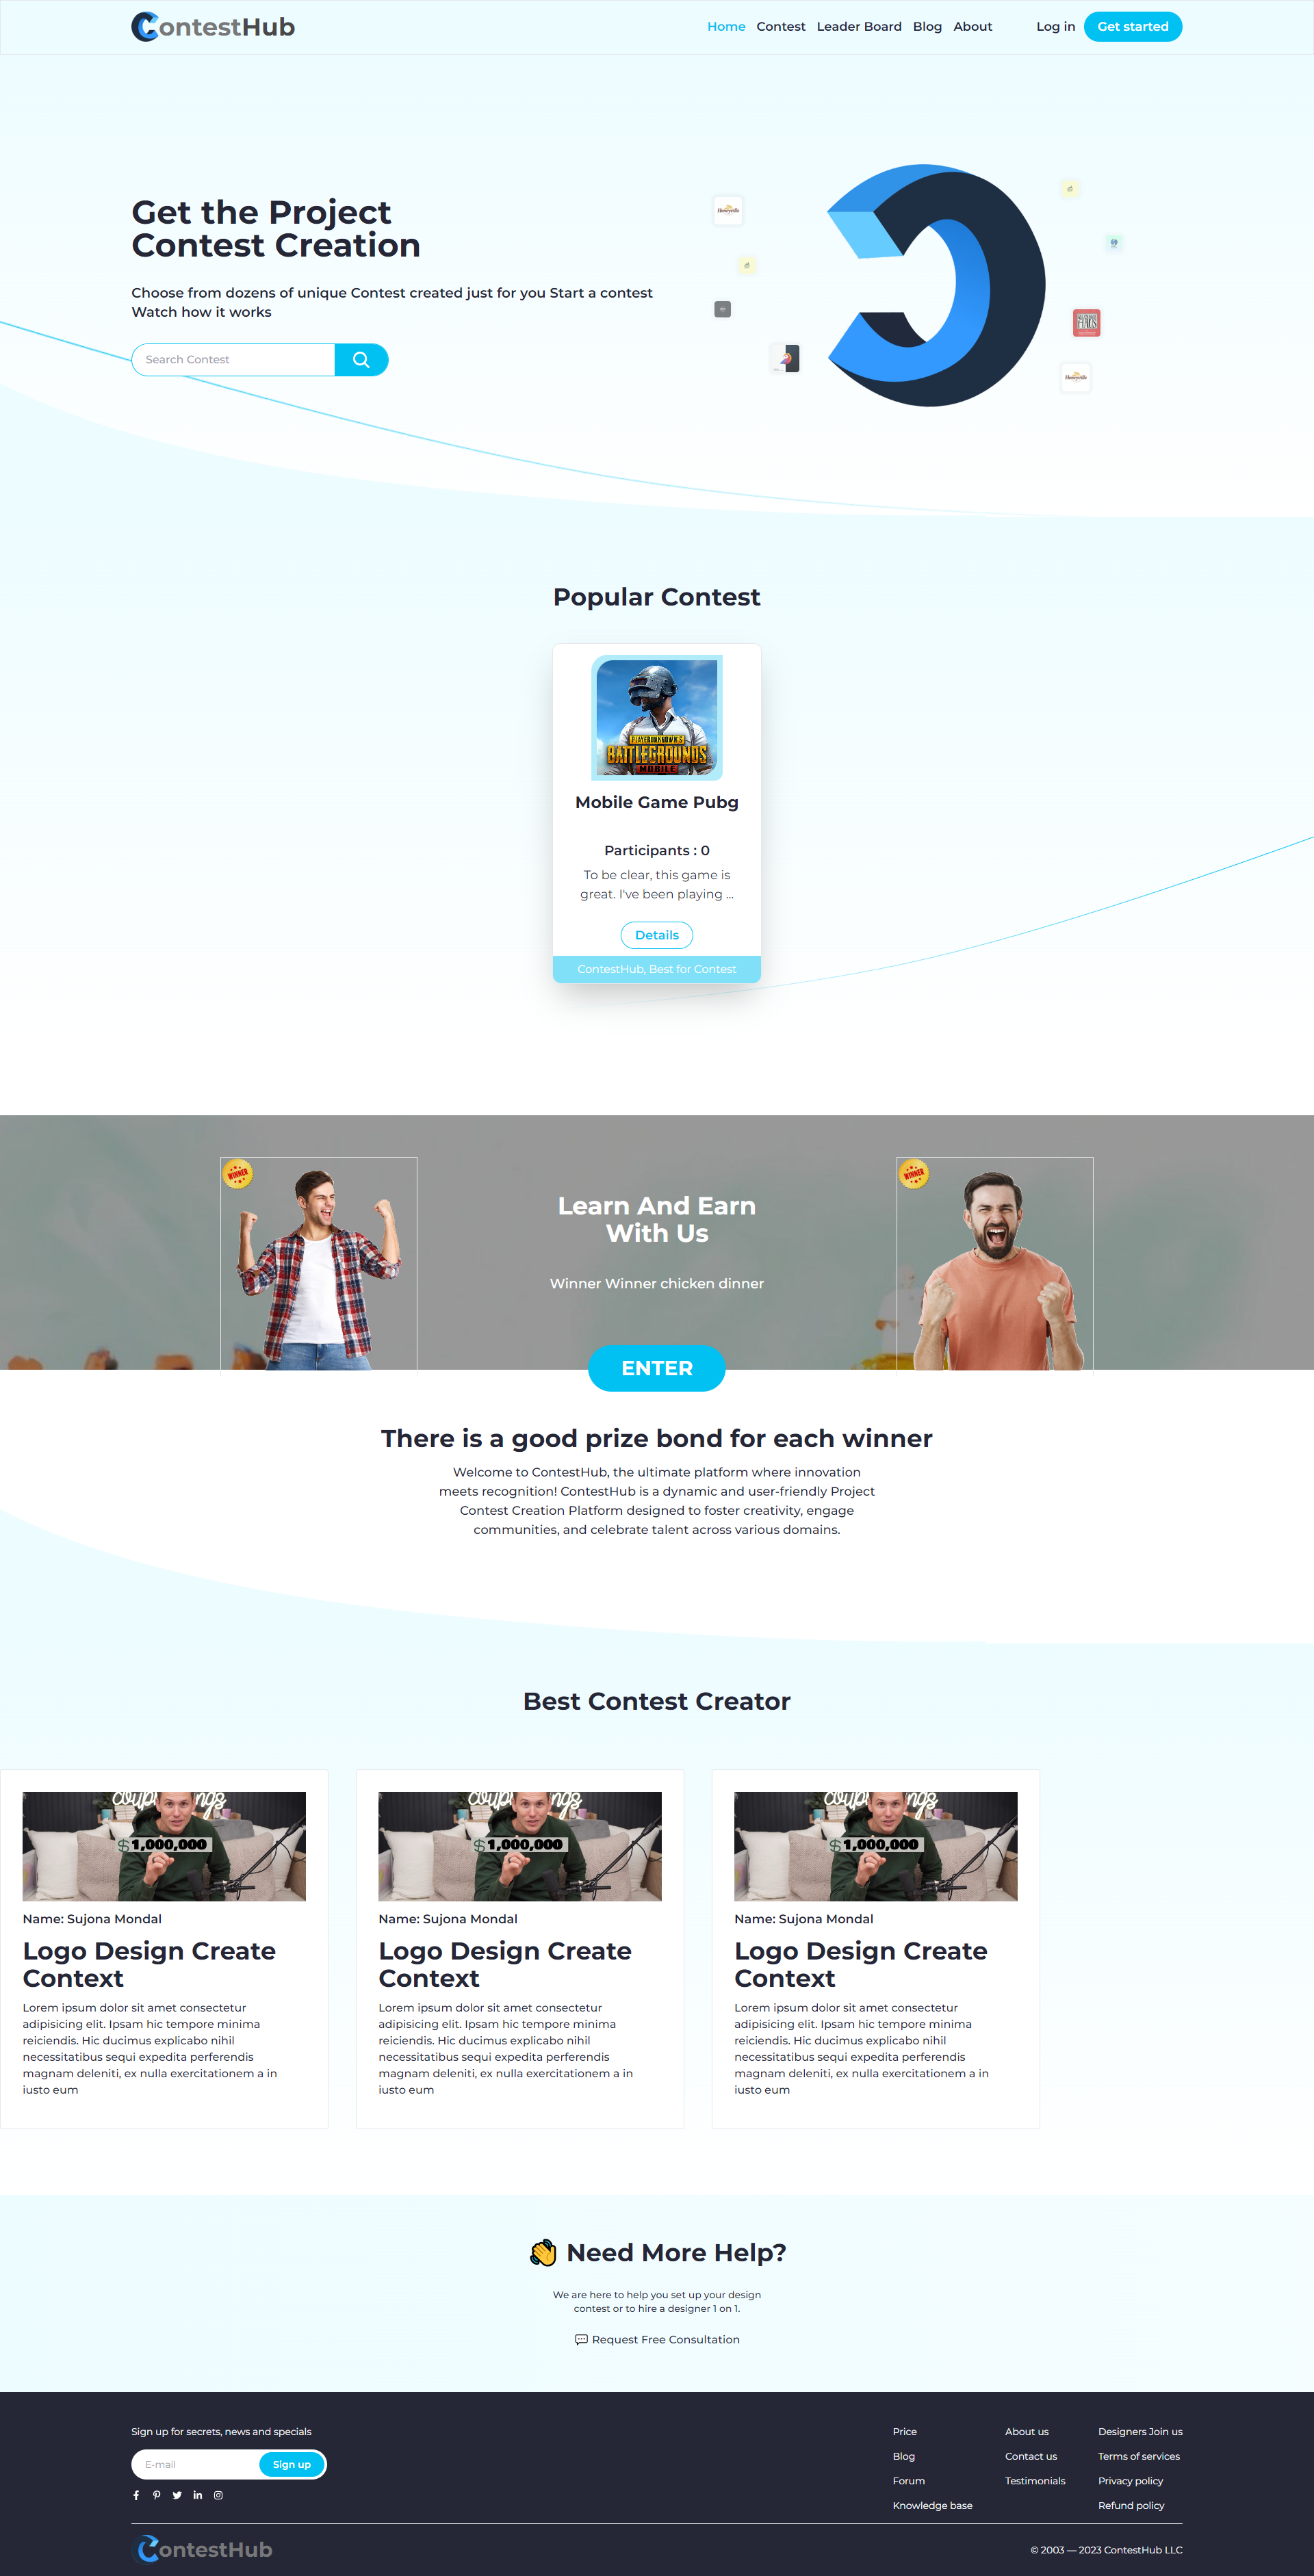 ContestHub
Home Contest Leader Board Blog About Log in Get started
Get the Project
Contest Creation
Choose from dozens of unique Contest created just for you Start a contest
Watch how it works
Search Contest
Honeyville
Honeyville
Popular Contest
PLAYERUNKNOWN'S
BATTLEGROUNDS
MOBILE
Mobile Game Pubg
Participants : 0
To be clear, this game is
great. I've been playing ...
Details
ContestHub, Best for Contest
WINNER
WINNER
Learn And Earn
With Us
Winner Winner chicken dinner
ENTER
There is a good prize bond for each winner
Welcome to ContestHub, the ultimate platform where innovation
meets recognition! ContestHub is a dynamic and user-friendly Project
Contest Creation Platform designed to foster creativity, engage
communities, and celebrate talent across various domains.
Best Contest Creator
$1,000,000
Name: Sujona Mondal
Logo Design Create
Context
Lorem ipsum dolor sit amet consectetur
adipisicing elit. Ipsam hic tempore minima
reiciendis. Hic ducimus explicabo nihil
necessitatibus sequi expedita perferendis
magnam deleniti, ex nulla exercitationem a in
iusto eum
$1,000,000
Name: Sujona Mondal
Logo Design Create
Context
Lorem ipsum dolor sit amet consectetur
adipisicing elit. Ipsam hic tempore minima
reiciendis. Hic ducimus explicabo nihil
necessitatibus sequi expedita perferendis
magnam deleniti, ex nulla exercitationem a in
iusto eum
$1,000,000
Name: Sujona Mondal
Logo Design Create
Context
Lorem ipsum dolor sit amet consectetur
adipisicing elit. Ipsam hic tempore minima
reiciendis. Hic ducimus explicabo nihil
necessitatibus sequi expedita perferendis
magnam deleniti, ex nulla exercitationem a in
iusto eum
Need More Help?
We are here to help you set up your design
contest or to hire a designer 1 on 1.
Request Free Consultation
Sign up for secrets, news and specials
E-mail Sign up
Price
Blog
Forum
Knowledge base
About us
Contact us
Testimonials
Designers Join us
Terms of services
Privacy policy
Refund policy
ContestHub
© 2003 — 2023 ContestHub LLC